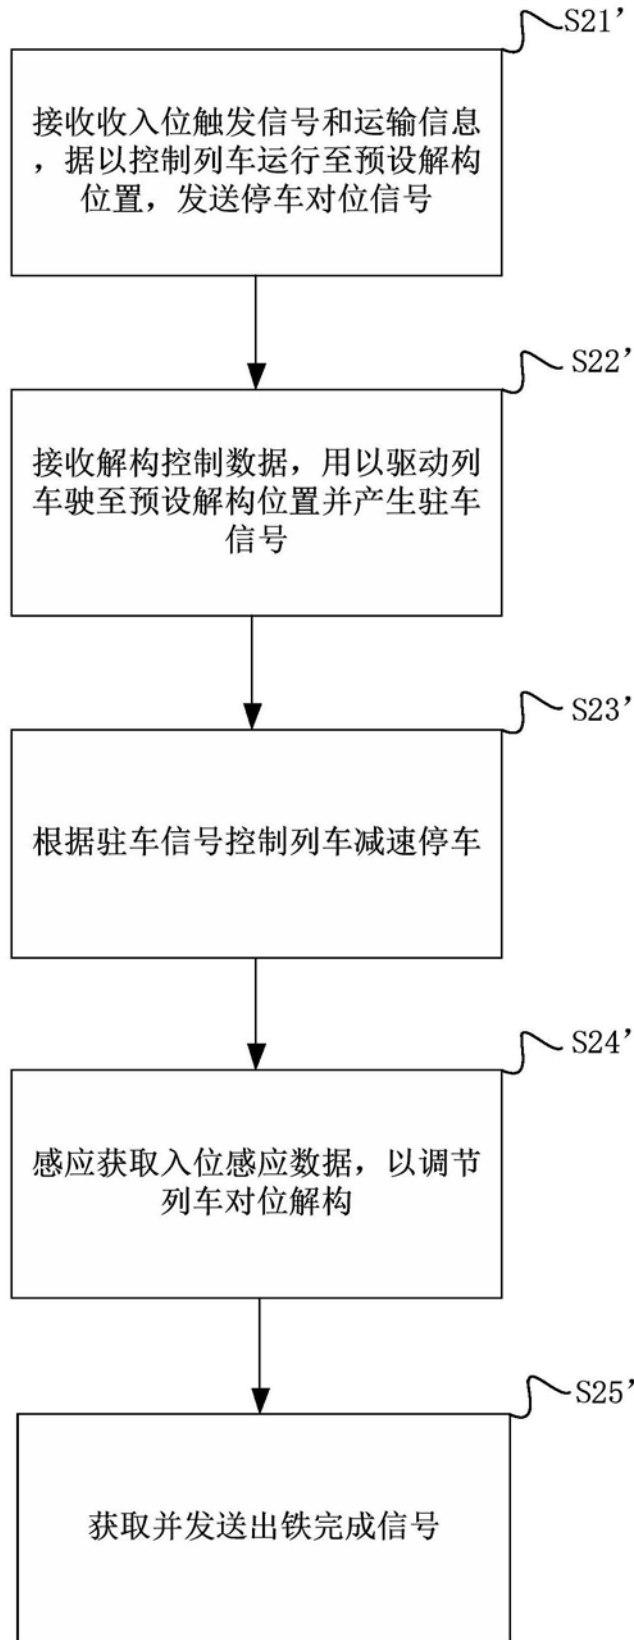 S21’
接收收入位触发信号和运输信息
，据以控制列车运行至预设解构
位置，发送停车对位信号
S22’
接收解构控制数据，用以驱动列
车驶至预设解构位置并产生驻车
信号
S23’
根据驻车信号控制列车减速停车
S24’
感应获取入位感应数据，以调节
列车对位解构
S25’
获取并发送出铁完成信号